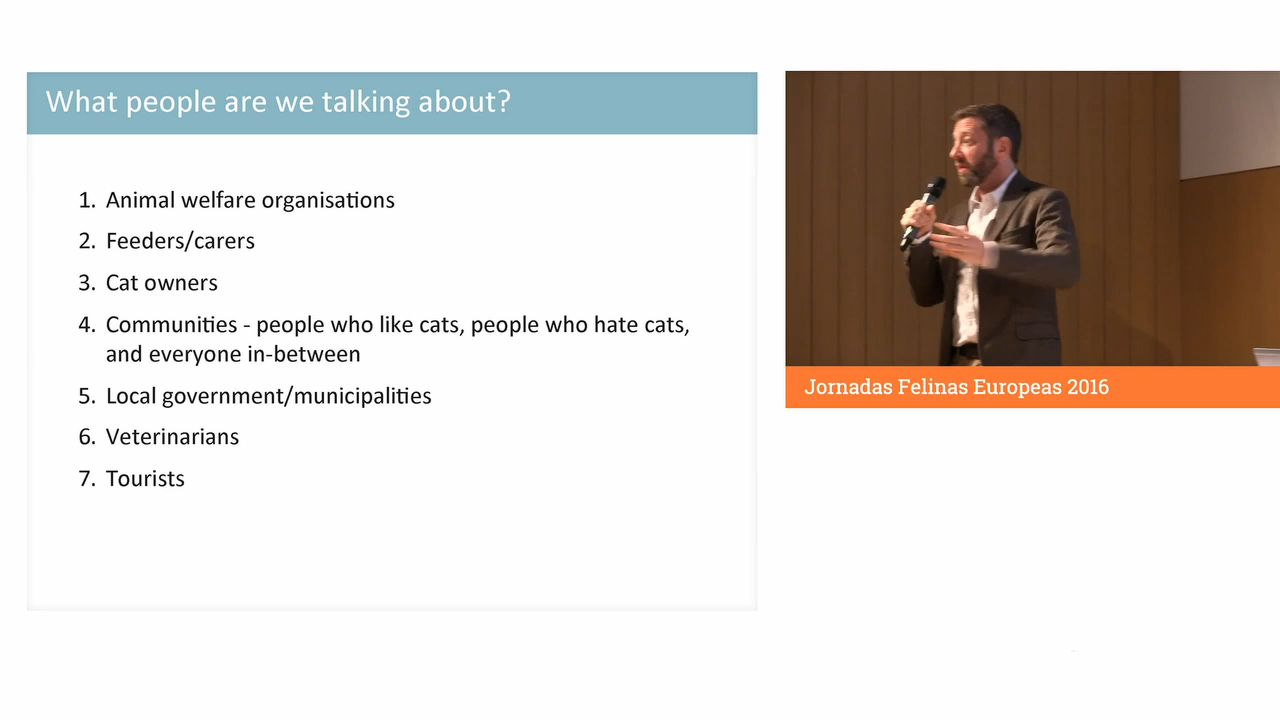 What people are we talking about?
1. Animal welfare organisations
2. Feeders/carers
3. Cat owners
4. Communities - people who like cats, people who hate cats,
and everyone in-between
5. Local government/municipalities
6. Veterinarians
7. Tourists
Jornadas Felinas Europeas 2016